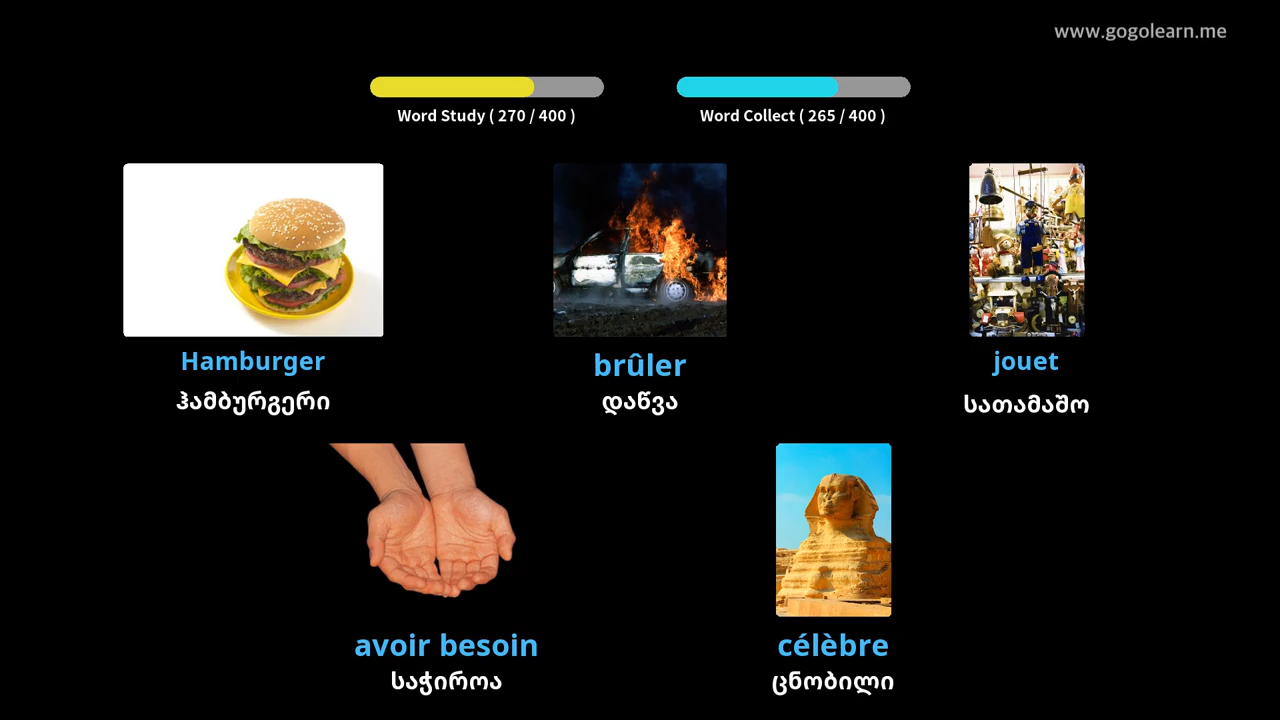 www.gogolearn.me
Word Study ( 270 / 400 )
Word Collect ( 265 / 400 )
Hamburger
ჰამბურგერი
brûler
დაწვა
jouet
სათამაშო
avoir besoin
საჭიროა
célèbre
ცნობილი